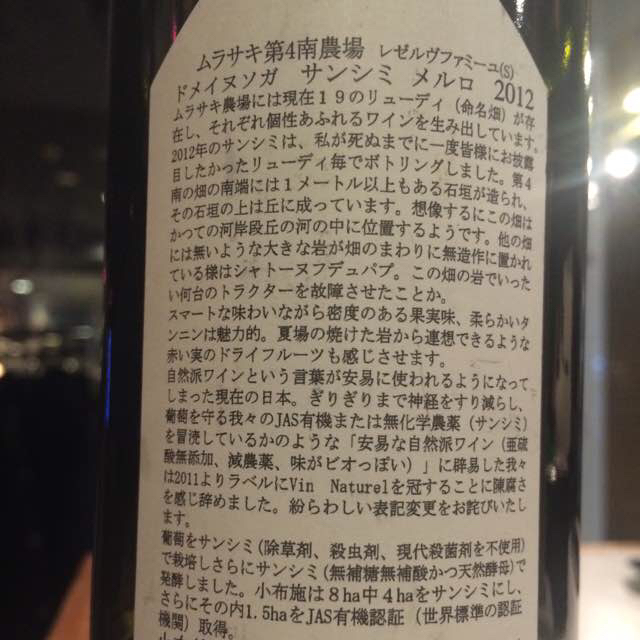 ムラサキ第4南農場 レゼルヴファミーユ(S)
ドメイヌソガ サンシミ メルロ 2012
ムラサキ農場には現在19のリューディ（命名畑）が存
在し、それぞれ個性あふれるワインを生み出しています。
2012年のサンシミは、私が死ぬまでに一度皆様にお披露
目したかったリューディ毎でボトリングしました。第4
南の畑の南端には1メートル以上もある石垣が造られ、
その石垣の上は丘に成っています。想像するにこの畑は
かつての河岸段丘の河の中に位置するようです。他の畑
には無いような大きな岩が畑のまわりに無造作に置かれ
ている様はシャトーヌフデュパプ。この畑の岩でいった
い何台のトラクターを故障させたことか。
スマートな味わいながら密度のある果実味、柔らかいタ
ンニンは魅力的。夏場の焼けた岩から連想できるような
赤い実のドライフルーツも感じさせます。
自然派ワインという言葉が安易に使われるようになって
しまった現在の日本。ぎりぎりまで神経をすり減らし、
葡萄を守る我々のJAS有機または無化学農薬（サンシミ）
を冒涜しているかのような「安易な自然派ワイン（亜硫
酸無添加、減農薬、味がビオっぽい）」に辟易した我々
は2011よりラベルにVin Naturelを冠することに陳腐さ
を感じ辞めました。紛らわしい表記変更をお詫びいたし
ます。
葡萄をサンシミ(除草剤、殺虫剤、現代殺菌剤を不使用)
で栽培しさらにサンシミ(無補糖無補酸かつ天然酵母)で
発酵しました。小布施は8ha中4haをサンシミにし、
さらにその内1.5haをJAS有機認証（世界標準の認証
機関）取得。